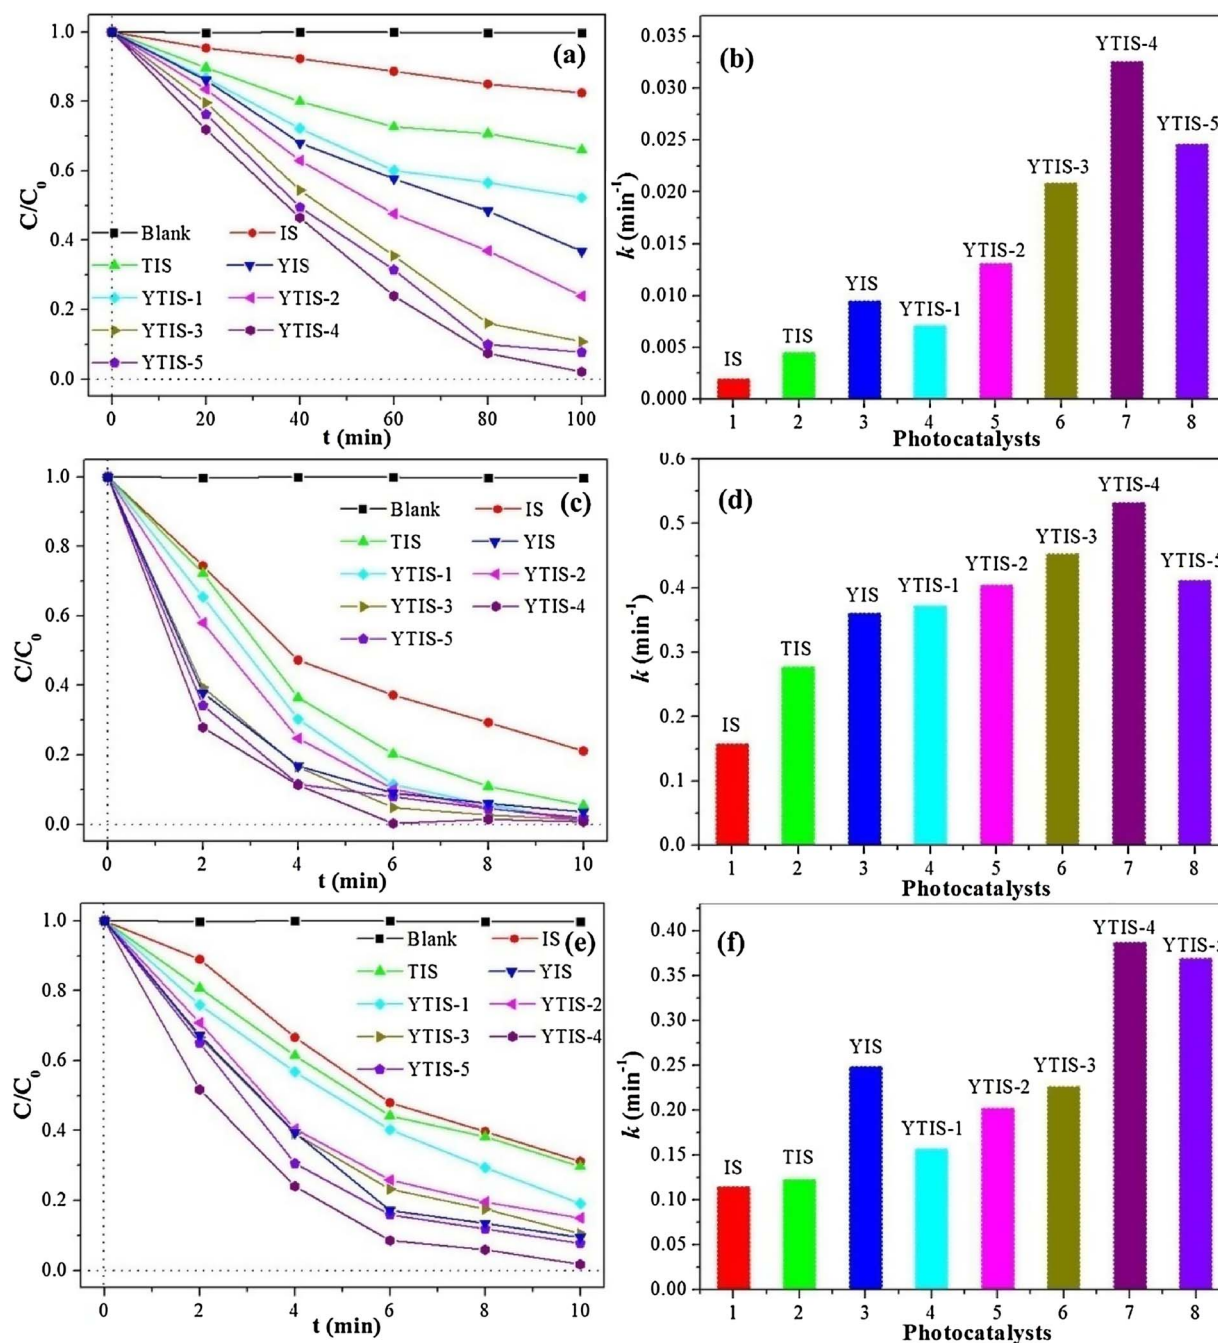 (a)
1.0
0.8
0.6
0.4
0.2
0.0
C/C₀
Blank IS
TIS YIS
YTIS-1 YTIS-2
YTIS-3 YTIS-4
YTIS-5
0 20 40 60 80 100
t (min)
(b)
0.035
0.030
0.025
0.020
0.015
0.010
0.005
0.000
k (min⁻¹)
IS
TIS
YIS
YTIS-1
YTIS-2
YTIS-3
YTIS-4
YTIS-5
1 2 3 4 5 6 7 8
Photocatalysts
(c)
1.0
0.8
0.6
0.4
0.2
0.0
C/C₀
Blank IS
TIS YIS
YTIS-1 YTIS-2
YTIS-3 YTIS-4
YTIS-5
0 2 4 6 8 10
t (min)
(d)
0.6
0.5
0.4
0.3
0.2
0.1
0.0
k (min⁻¹)
IS
TIS
YIS
YTIS-1
YTIS-2
YTIS-3
YTIS-4
YTIS-5
1 2 3 4 5 6 7 8
Photocatalysts
(e)
1.0
0.8
0.6
0.4
0.2
0.0
C/C₀
Blank IS
TIS YIS
YTIS-1 YTIS-2
YTIS-3 YTIS-4
YTIS-5
0 2 4 6 8 10
t (min)
(f)
0.40
0.35
0.30
0.25
0.20
0.15
0.10
0.05
0.00
k (min⁻¹)
IS
TIS
YIS
YTIS-1
YTIS-2
YTIS-3
YTIS-4
YTIS-5
1 2 3 4 5 6 7 8
Photocatalysts